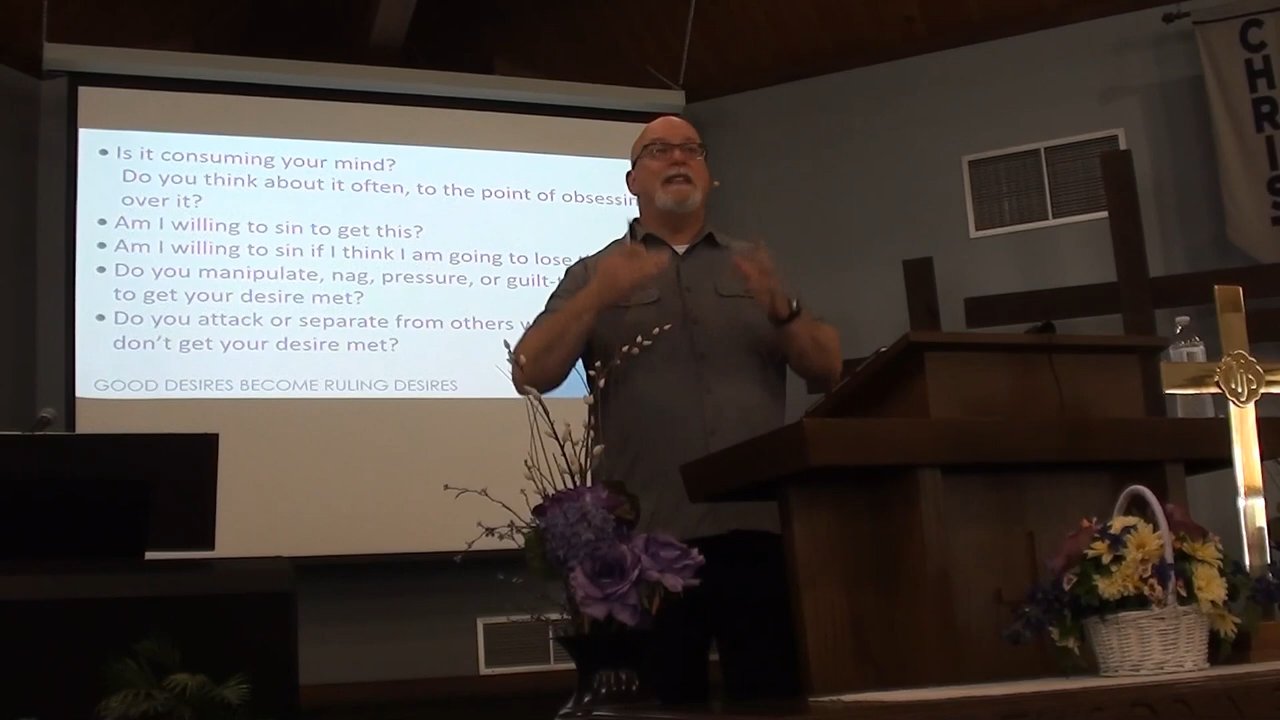 • Is it consuming your mind?
Do you think about it often, to the point of obsessin
over it?
• Am I willing to sin to get this?
• Am I willing to sin if I think I am going to lose
• Do you manipulate, nag, pressure, or guilt-
to get your desire met?
• Do you attack or separate from others
don't get your desire met?
GOOD DESIRES BECOME RULING DESIRES
CHRIS